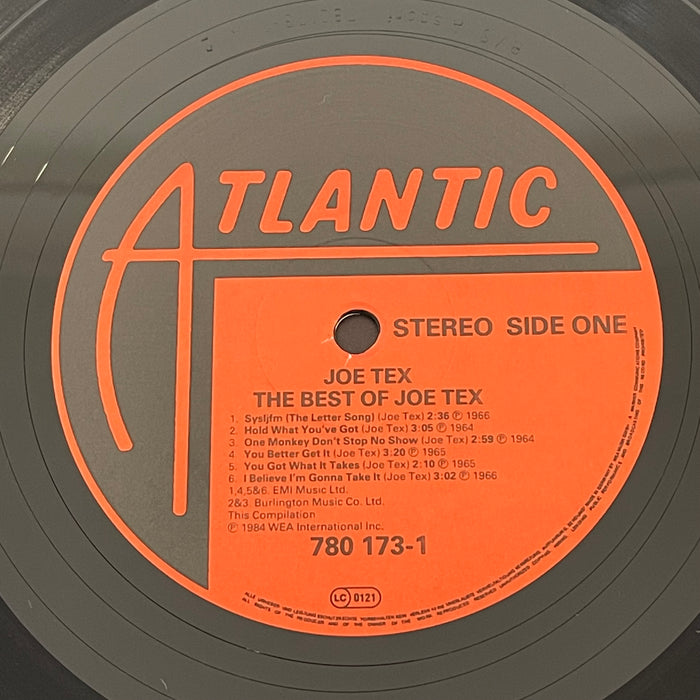 ATLANTIC
STEREO SIDE ONE
JOE TEX
THE BEST OF JOE TEX
1. Sysljfm (The Letter Song) (Joe Tex) 2:36 ℗ 1966
2. Hold What You've Got (Joe Tex) 3:05 ℗ 1964
3. One Monkey Don't Stop No Show (Joe Tex) 2:59 ℗ 1964
4. You Better Get It (Joe Tex) 3:20 ℗ 1965
5. You Got What It Takes (Joe Tex) 2:10 ℗ 1965
6. I Believe I'm Gonna Take It (Joe Tex) 3:02 ℗ 1966
1,4,5&6. EMI Music Ltd.
2&3. Burlington Music Co. Ltd.
This Compilation
℗ 1984 WEA International Inc.
780 173-1
LC 0121